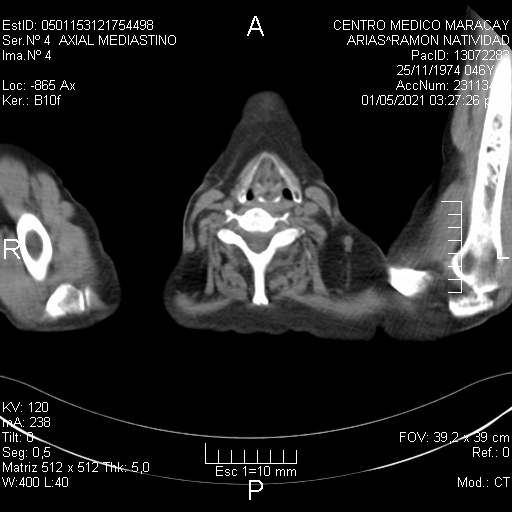 EstID: 0501153121754498
Ser.Nº 4 AXIAL MEDIASTINO
Ima.Nº 4
Loc: -865 Ax
Ker.: B10f
A
CENTRO MEDICO MARACAY
ARIAS^RAMON NATIVIDAD
PacID: 13072283
25/11/1974 046Y
AccNum: 23113
01/05/2021 03:27:26 p
R
L
KV: 120
mA: 238
Tilt: 0
Seg: 0,5
Matriz 512 x 512 Thk: 5,0
W:400 L:40
Esc 1=10 mm
P
FOV: 39,2 x 39 cm
Ref.: 0
Mod.: CT